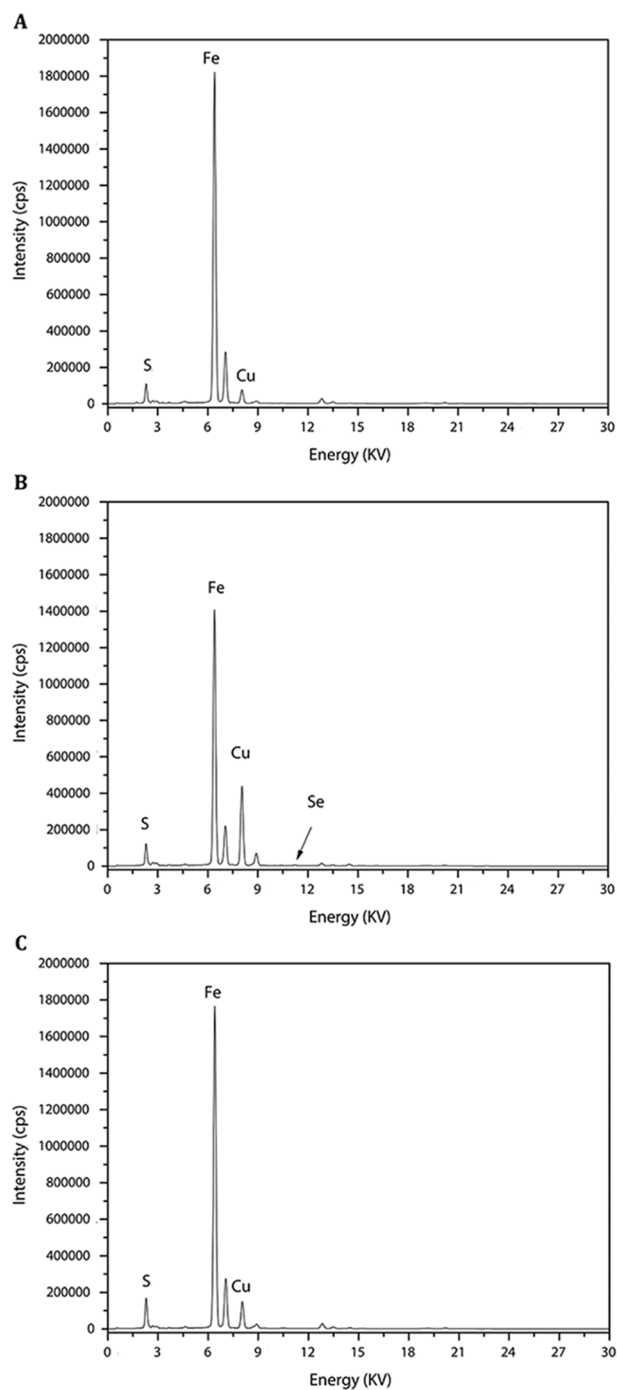 A
2000000
1800000
1600000
1400000
1200000
1000000
800000
600000
400000
200000
0
Intensity (cps)
Fe
S
Cu
0 3 6 9 12 15 18 21 24 27 30
Energy (KV)
B
2000000
1800000
1600000
1400000
1200000
1000000
800000
600000
400000
200000
0
Intensity (cps)
Fe
Cu
Se
S
0 3 6 9 12 15 18 21 24 27 30
Energy (KV)
C
2000000
1800000
1600000
1400000
1200000
1000000
800000
600000
400000
200000
0
Intensity (cps)
Fe
S
Cu
0 3 6 9 12 15 18 21 24 27 30
Energy (KV)